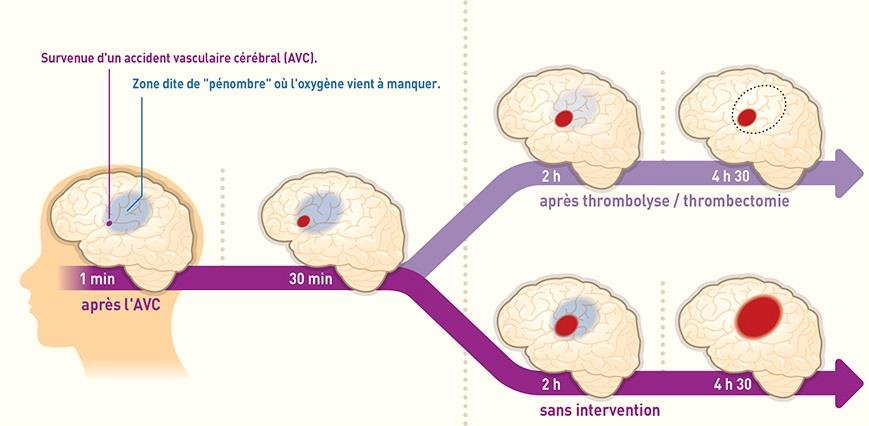 Survenue d'un accident vasculaire cérébral (AVC).
Zone dite de "pénombre" où l'oxygène vient à manquer.
1 min
après l'AVC
30 min
2 h
4 h 30
après thrombolyse / thrombectomie
2 h
4 h 30
sans intervention